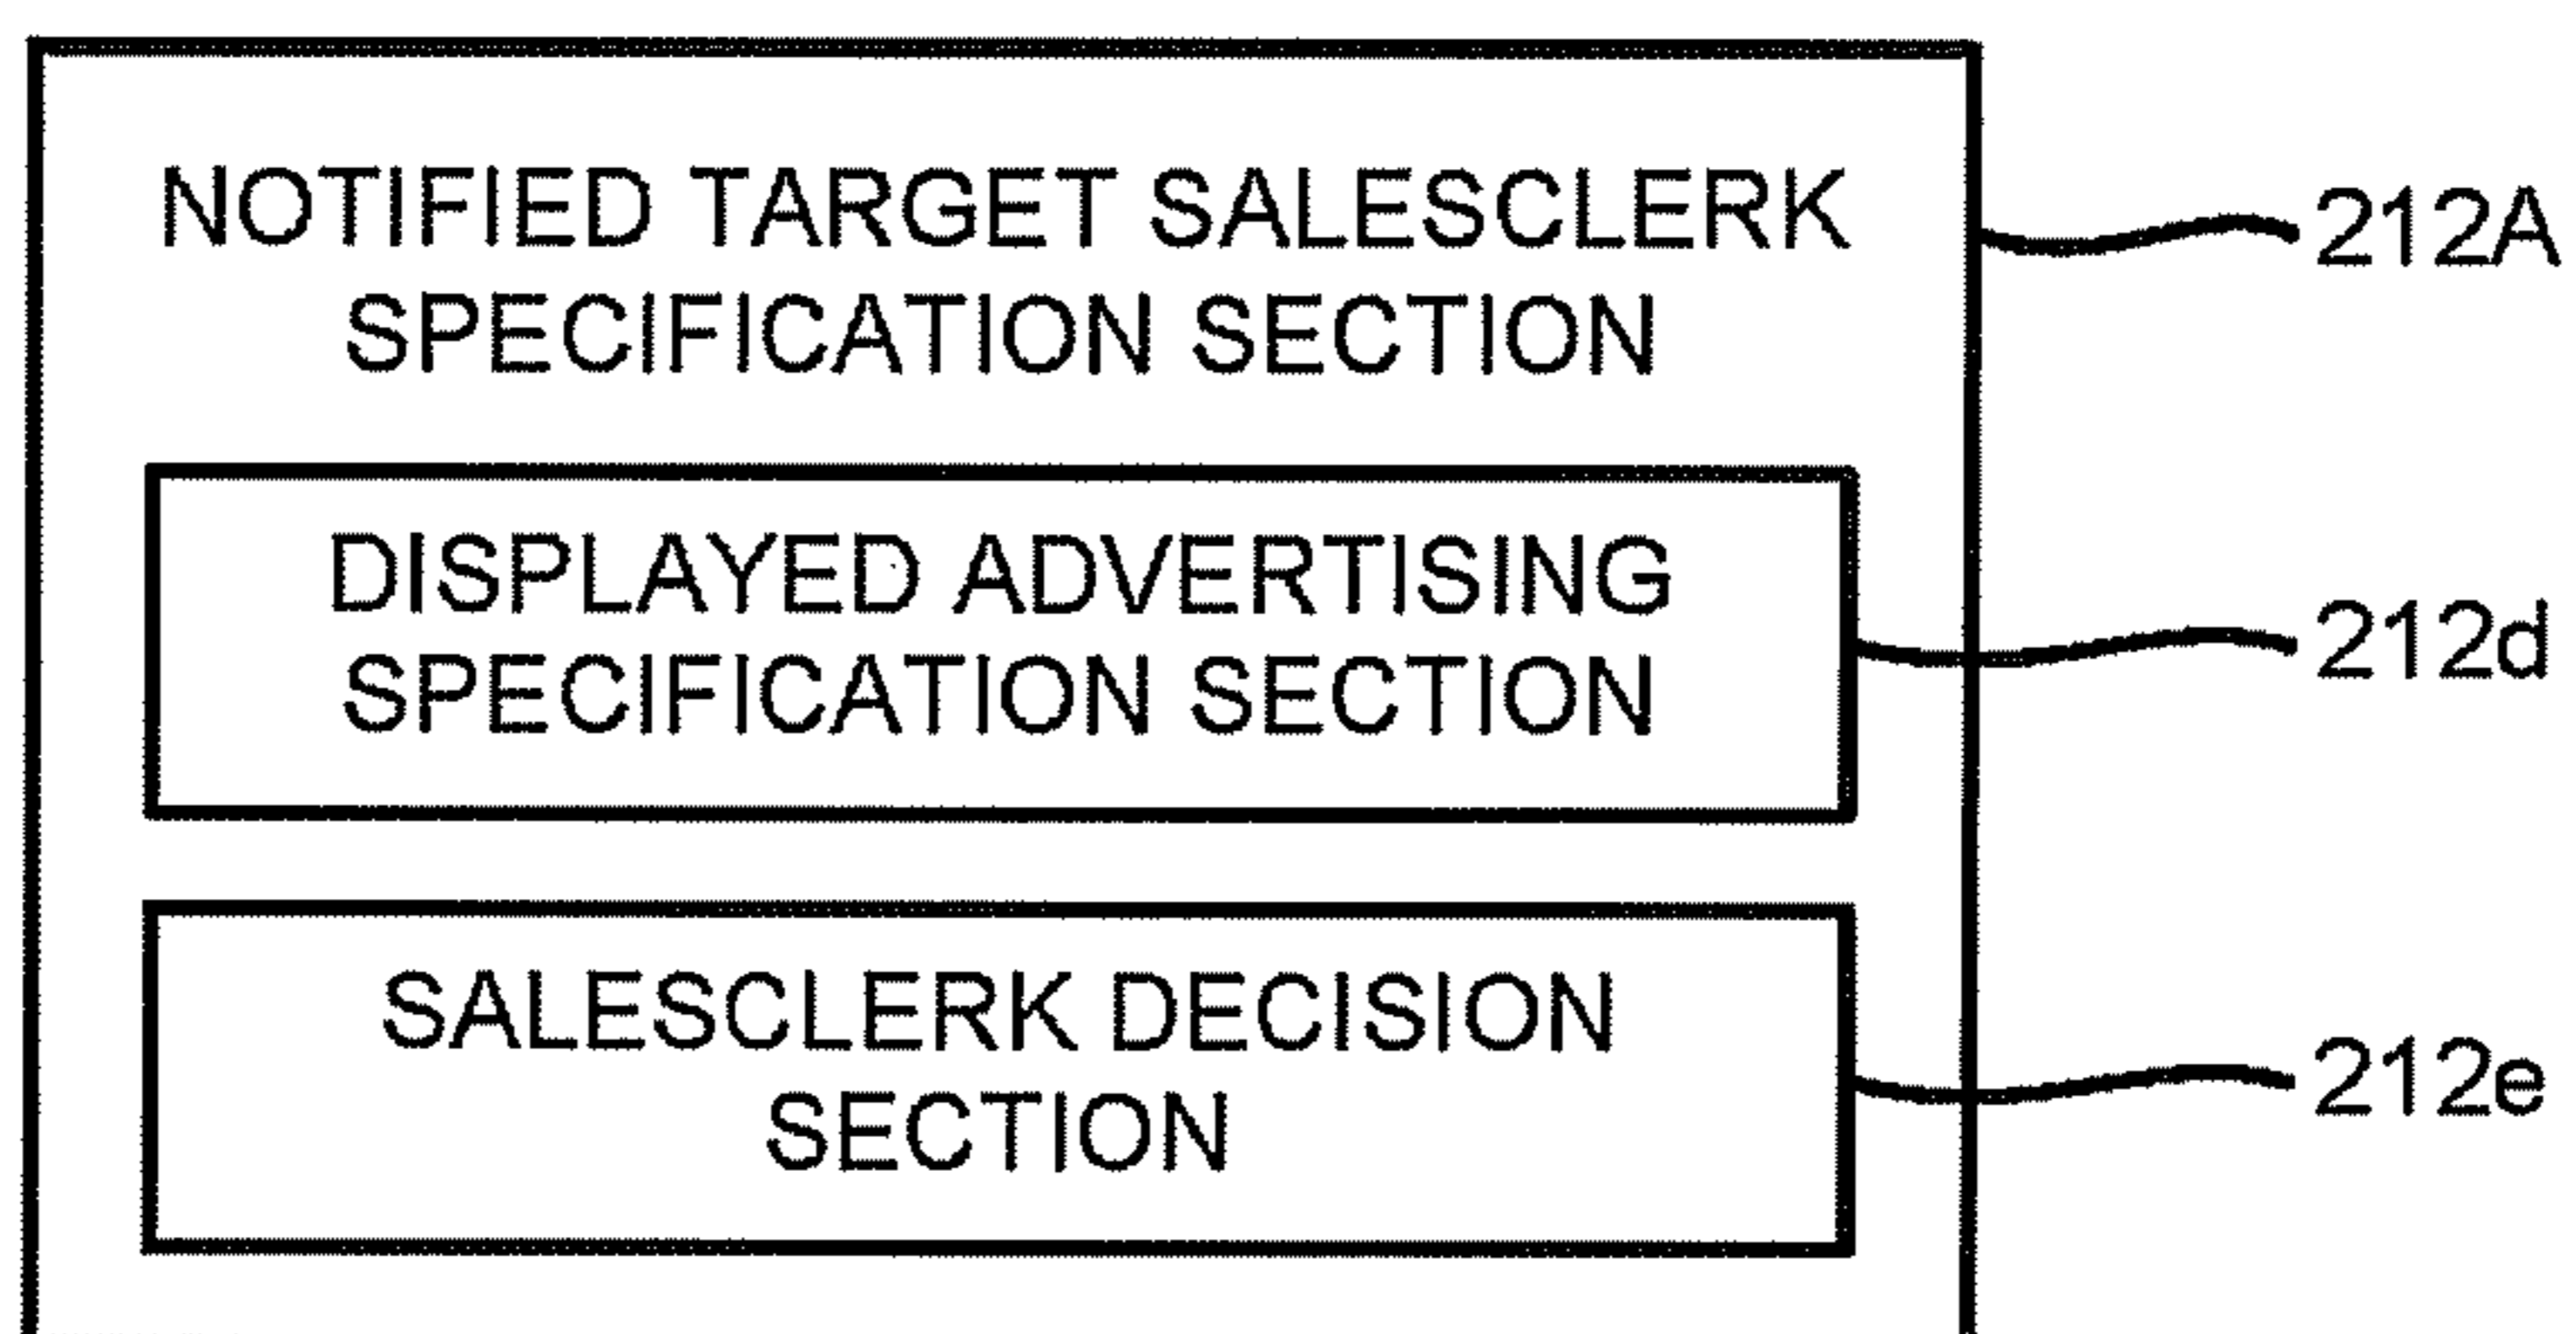 NOTIFIED TARGET SALESCLERK
SPECIFICATION SECTION
212A
DISPLAYED ADVERTISING
SPECIFICATION SECTION
212d
SALESCLERK DECISION
SECTION
212e